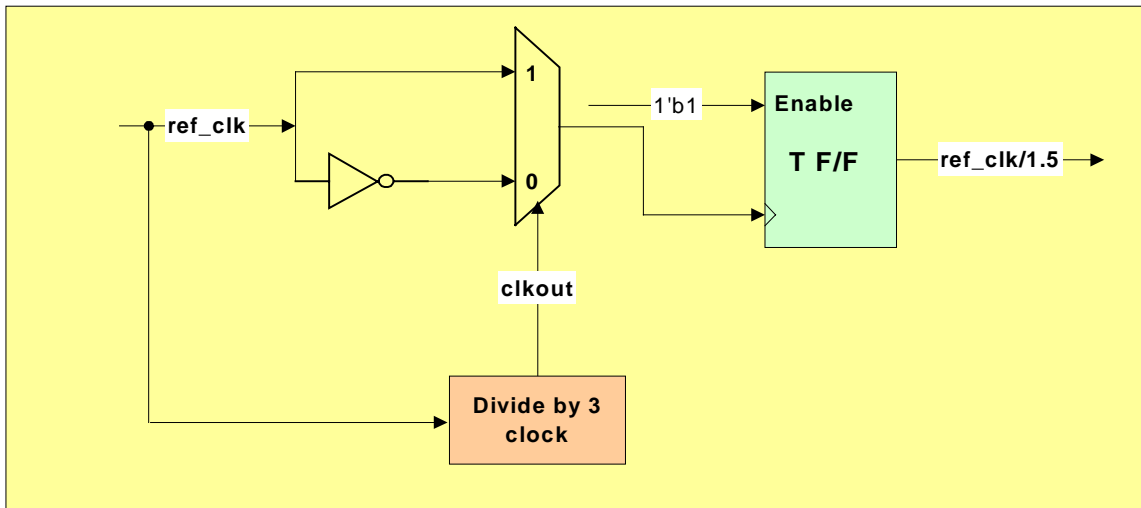 1
1'b1
Enable
ref_clk
T F/F
ref_clk/1.5
0
clkout
Divide by 3
clock